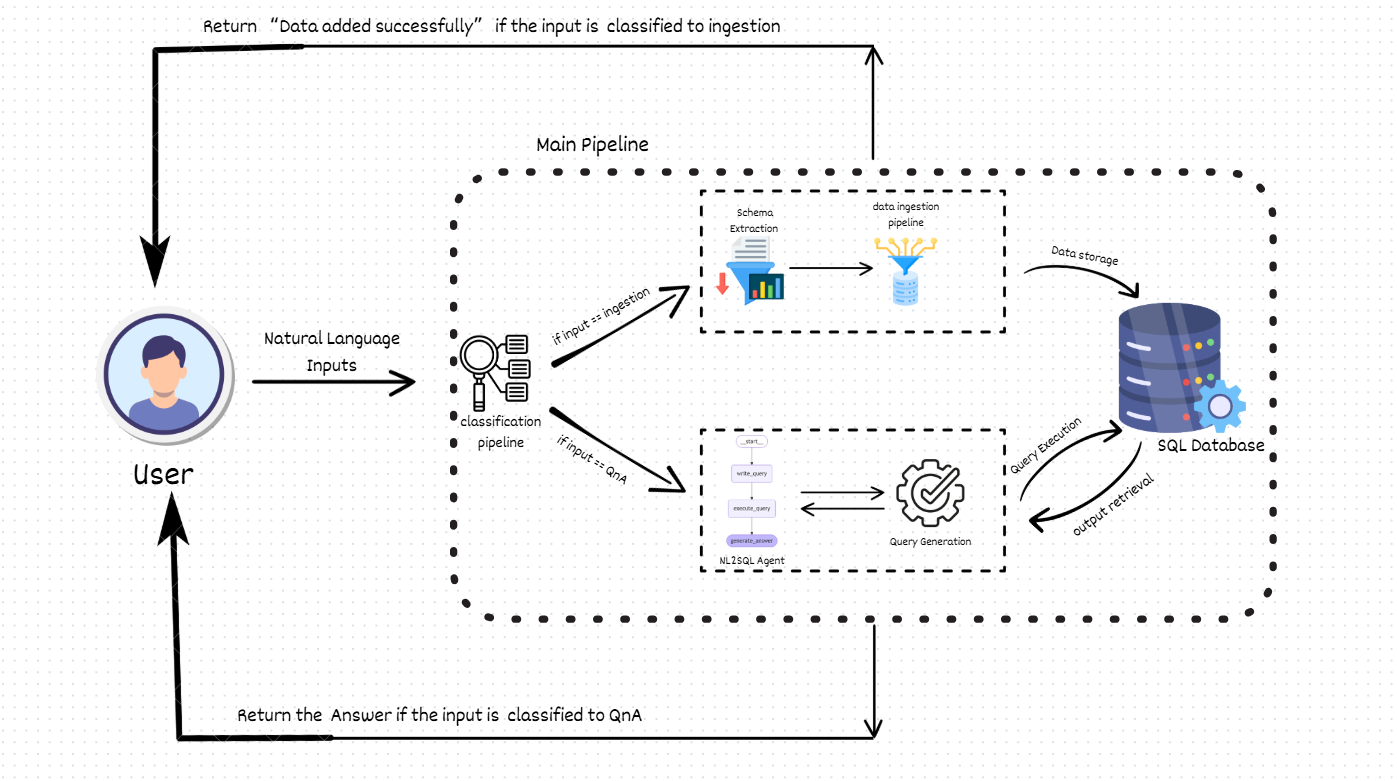 Return “Data added successfully” if the input is classified to ingestion
Main Pipeline
Schema
Extraction
data ingestion
pipeline
Data storage
if input == ingestion
Natural Language
Inputs
classification
pipeline
if input == QnA
User
SQL Database
Query Execution
output retrieval
__start__
write_query
execute_query
generate_answer
NL2SQL Agent
Query Generation
Return the Answer if the input is classified to QnA